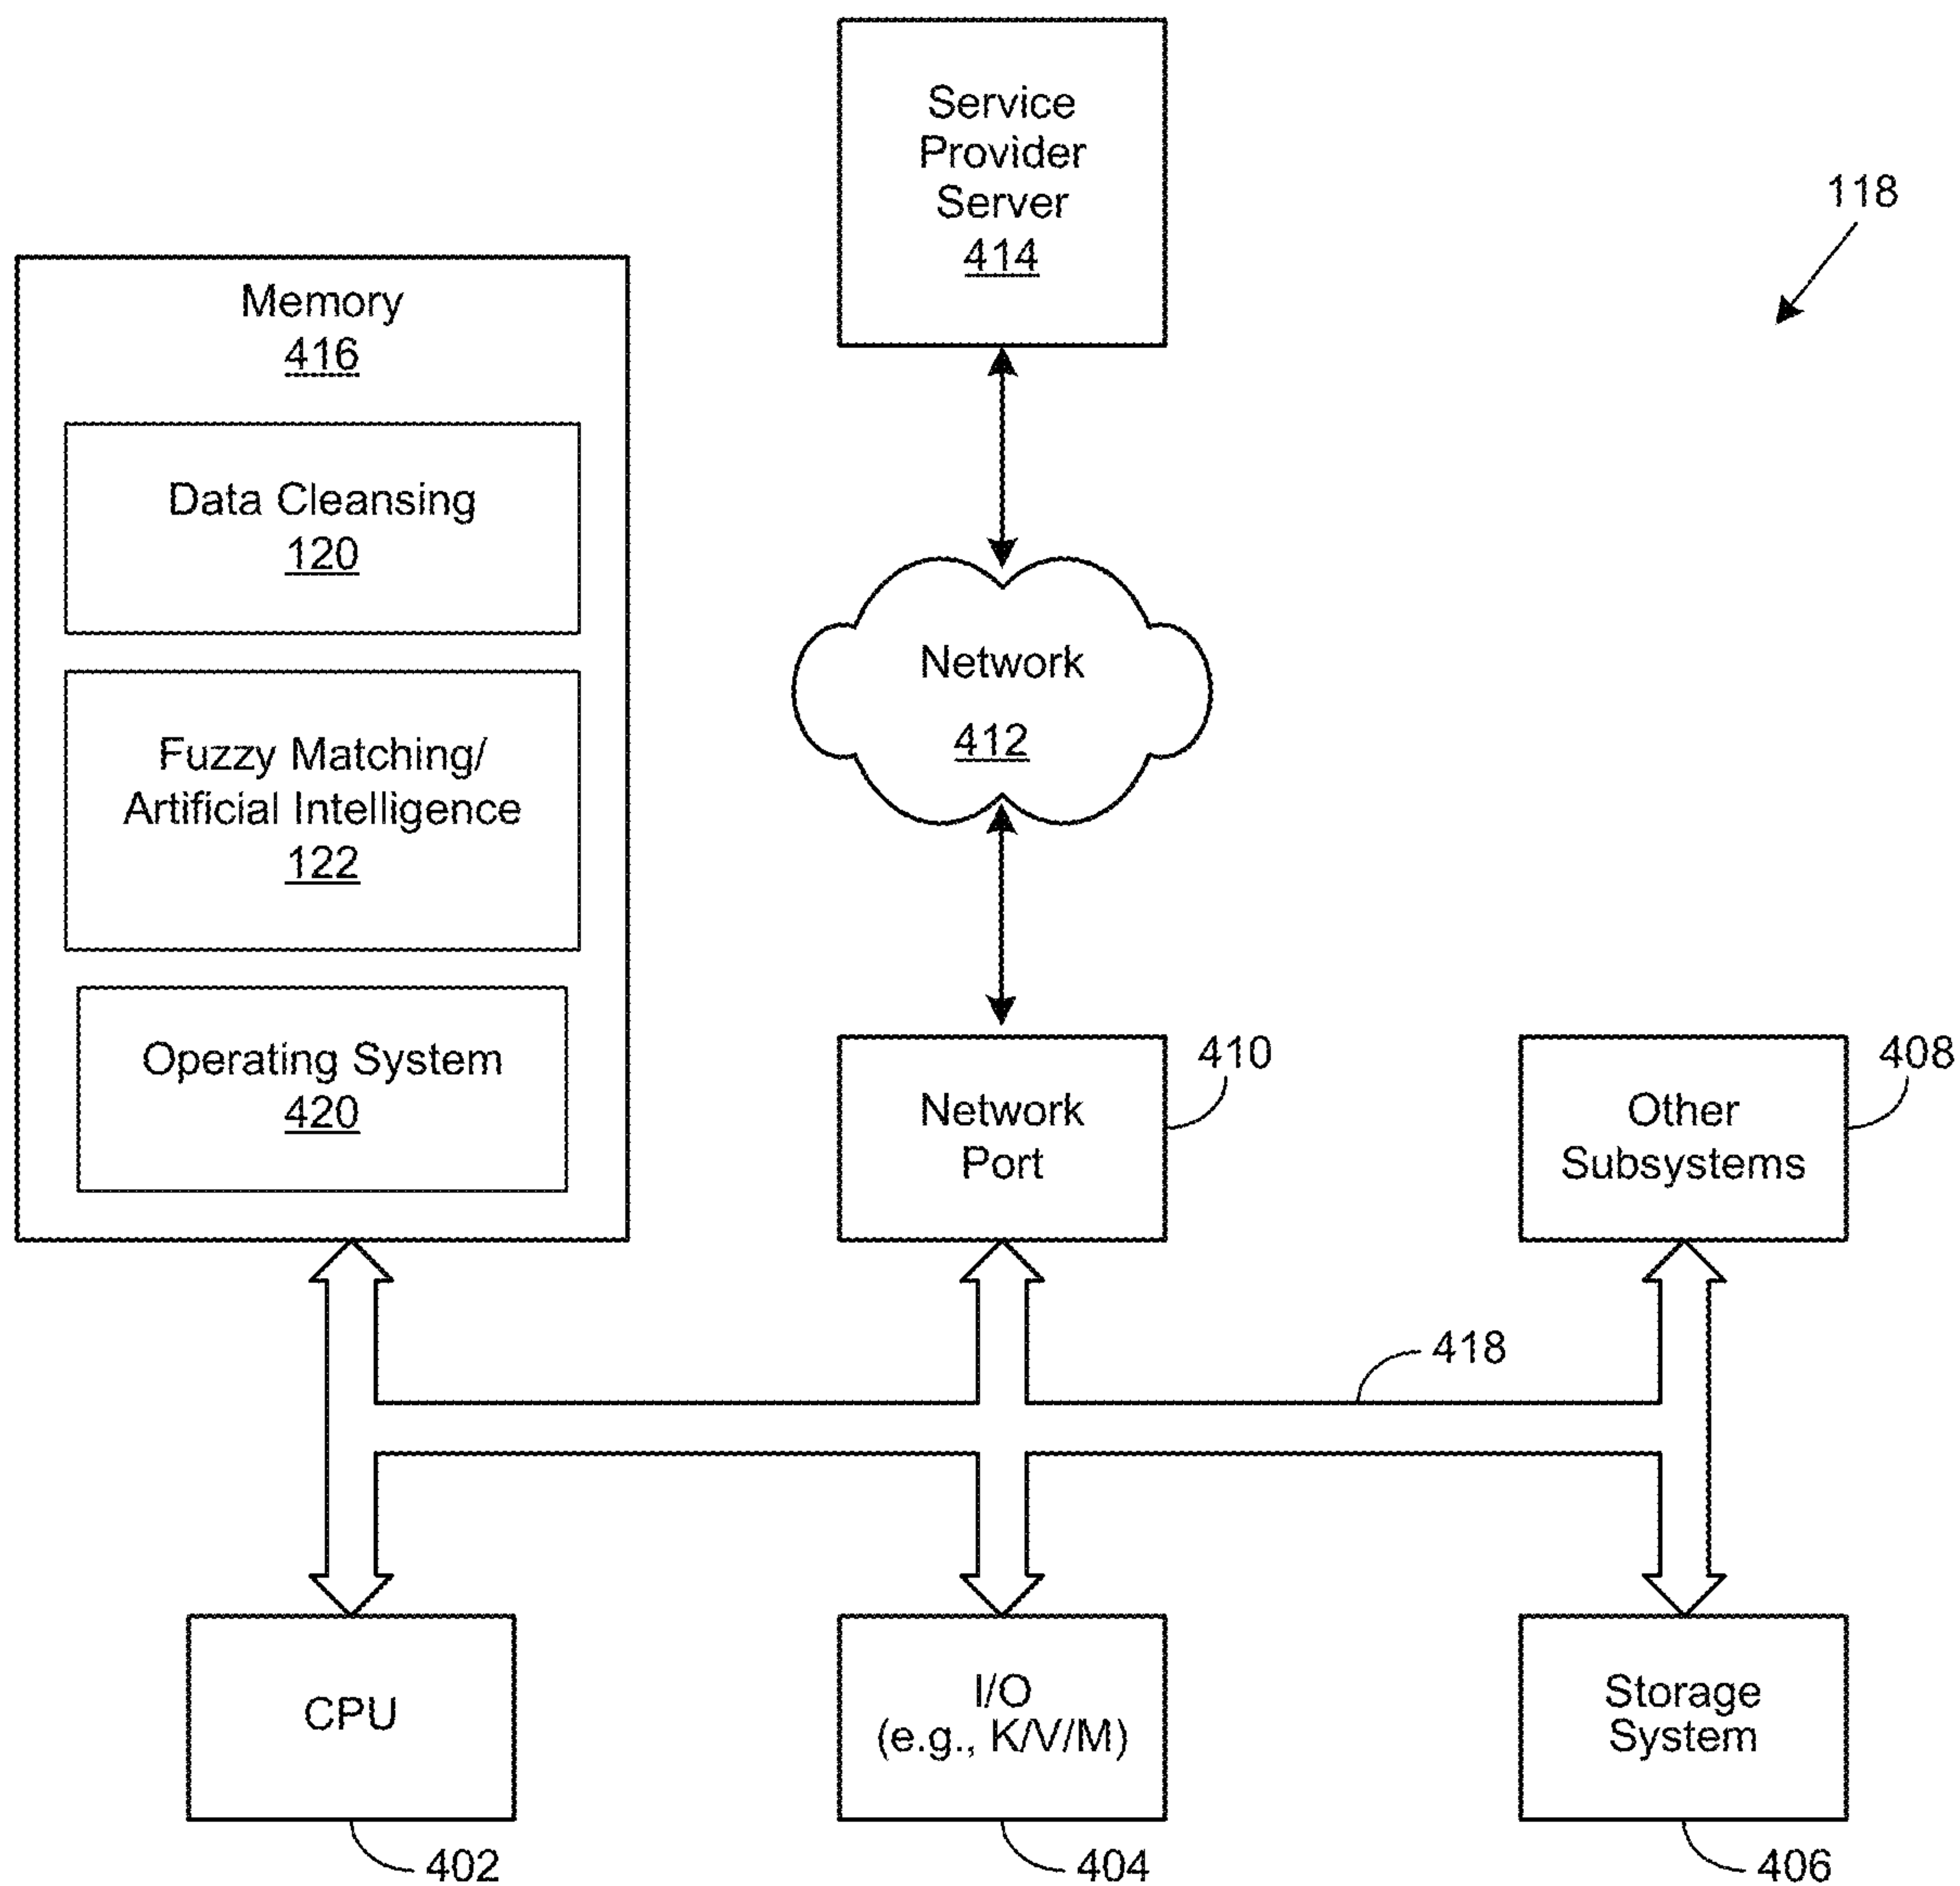 Service
Provider
Server
414
118
Memory
416
Data Cleansing
120
Fuzzy Matching/
Artificial Intelligence
122
Operating System
420
Network
412
Network
Port
410
Other
Subsystems
408
418
CPU
402
I/O
(e.g., K/V/M)
404
Storage
System
406